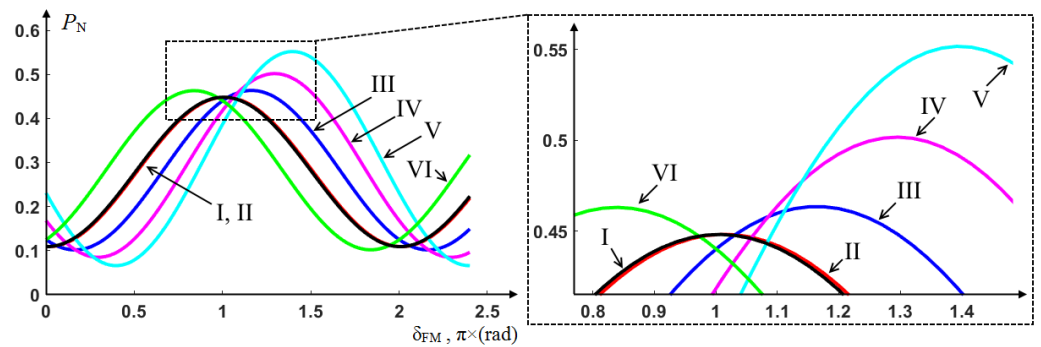 P_N
0.6
0.5
0.4
0.3
0.2
0.1
0
III
IV
V
VI
I, II
0 0.5 1 1.5 2 2.5
δ_FM , π×(rad)
0.55
0.5
0.45
V
IV
VI
III
I
II
0.8 0.9 1 1.1 1.2 1.3 1.4